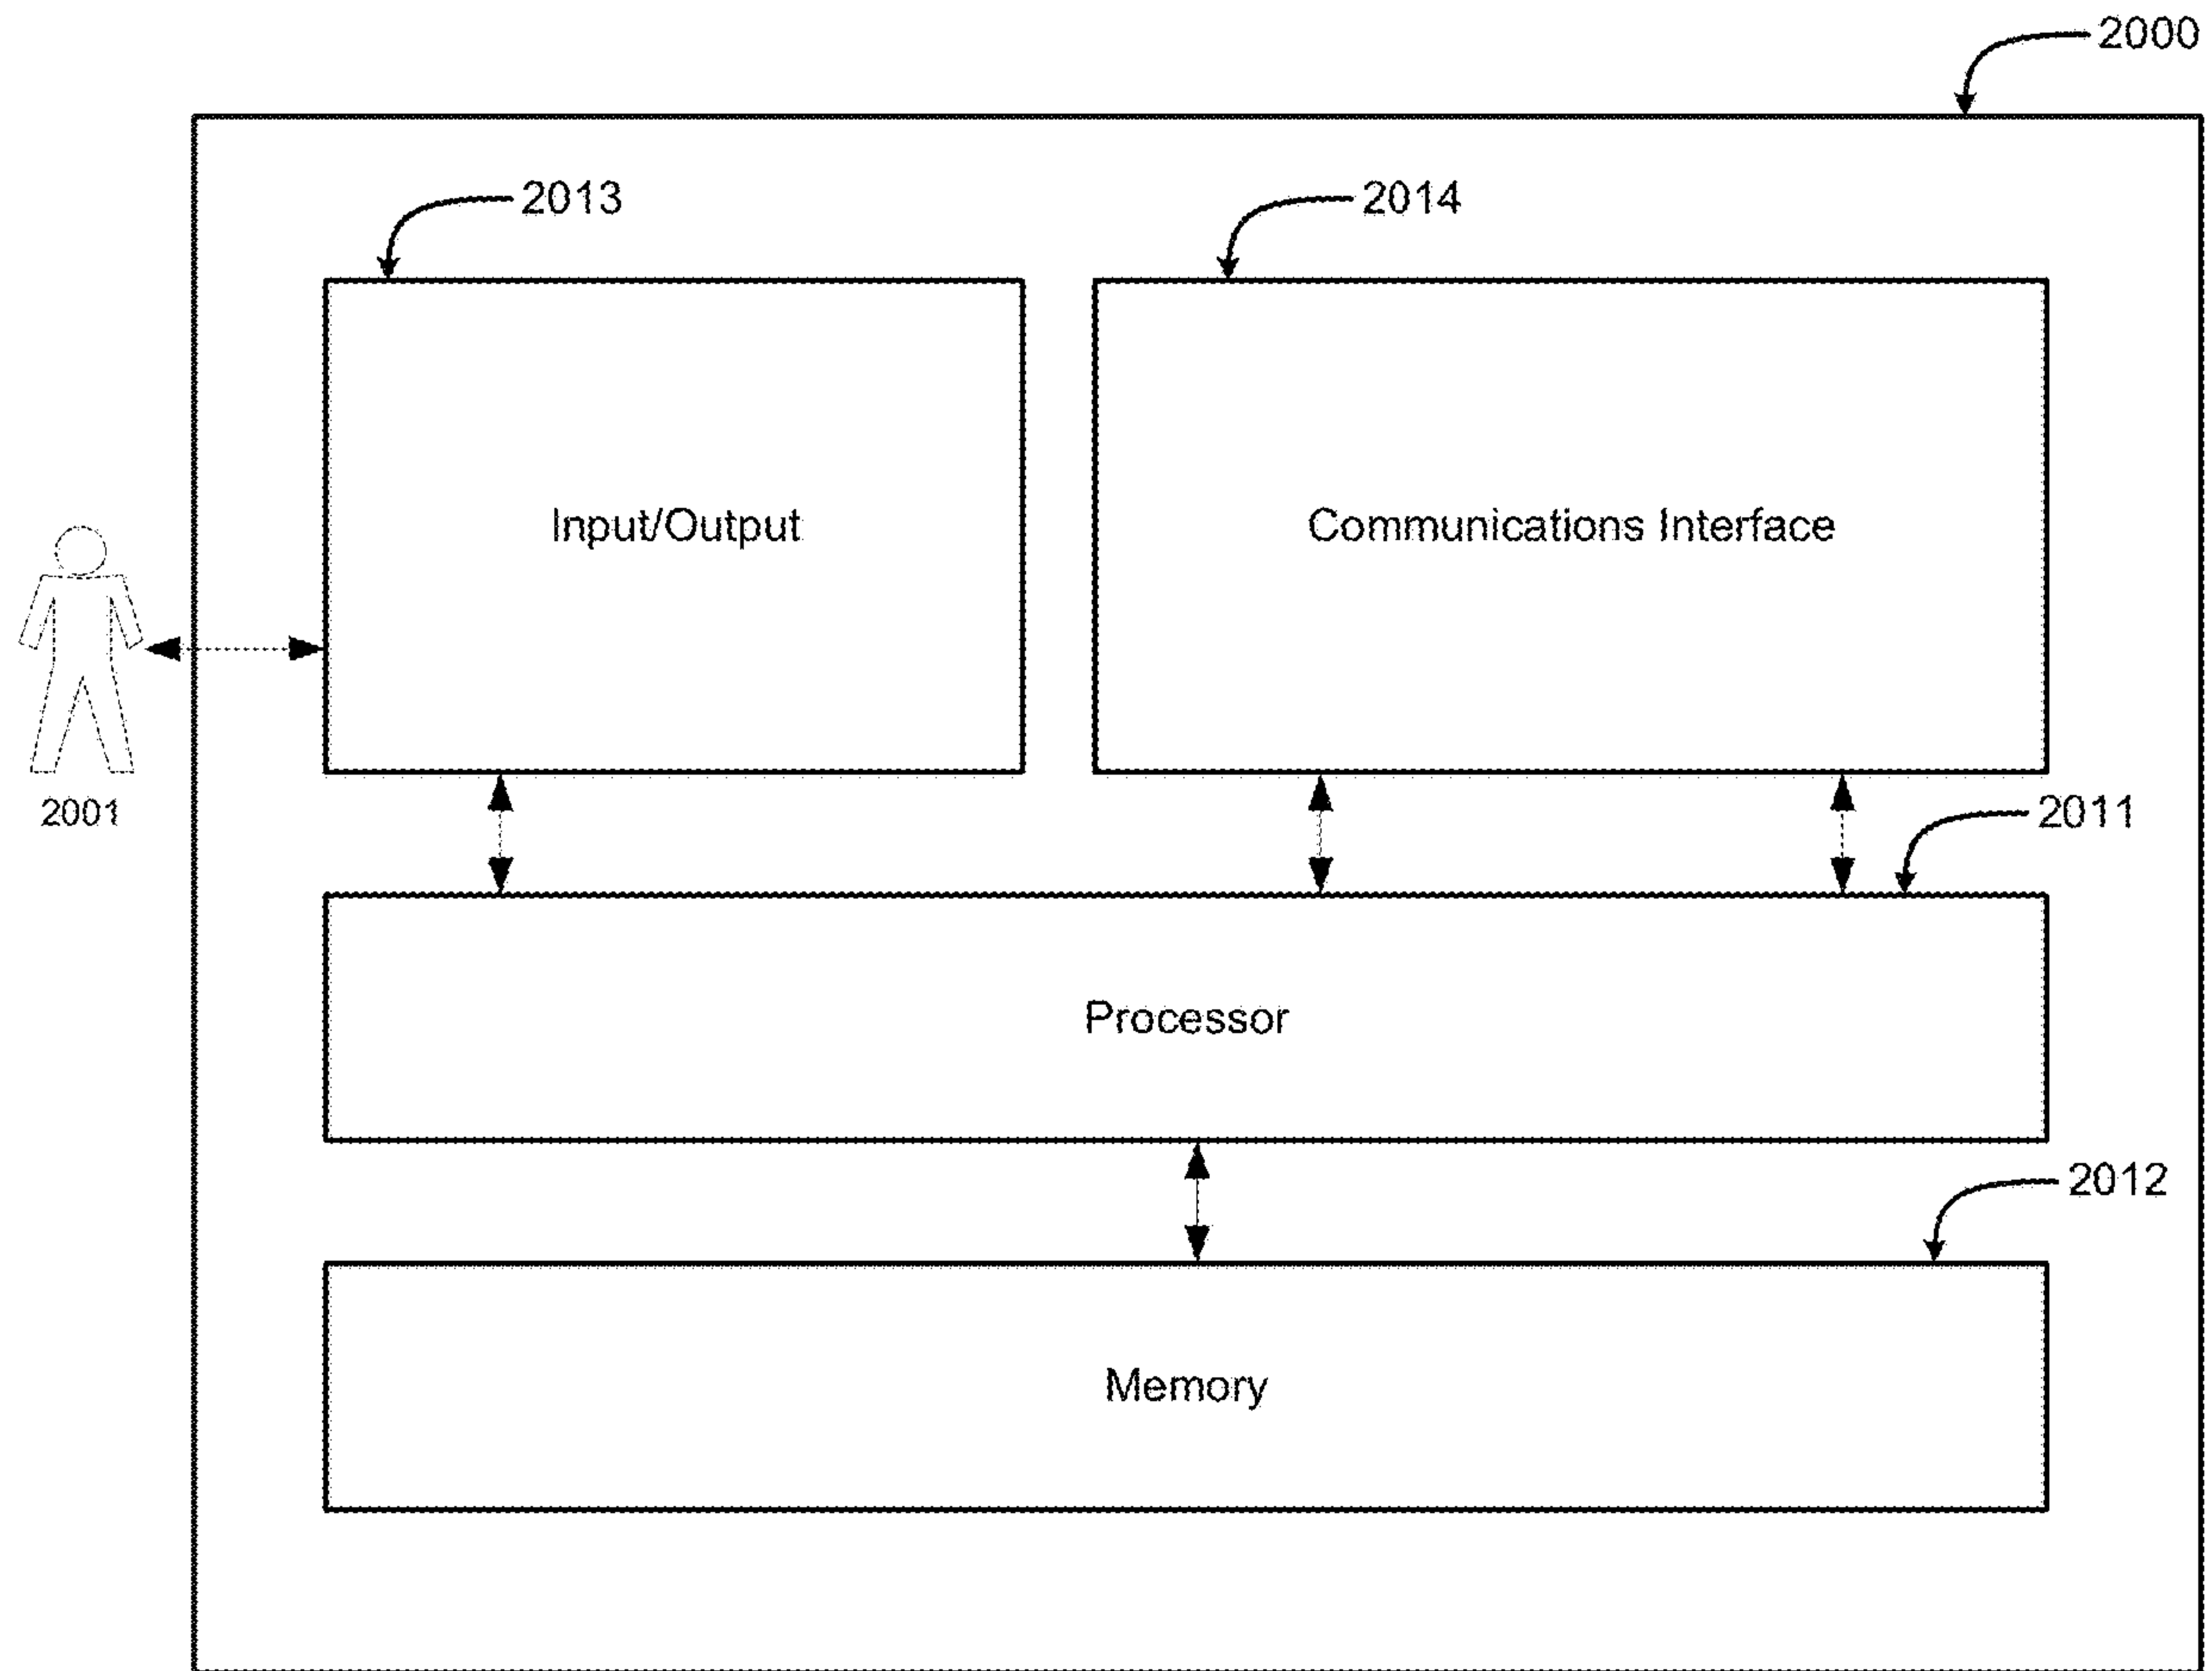 2000
2013
2014
Input/Output
Communications Interface
2001
2011
Processor
2012
Memory